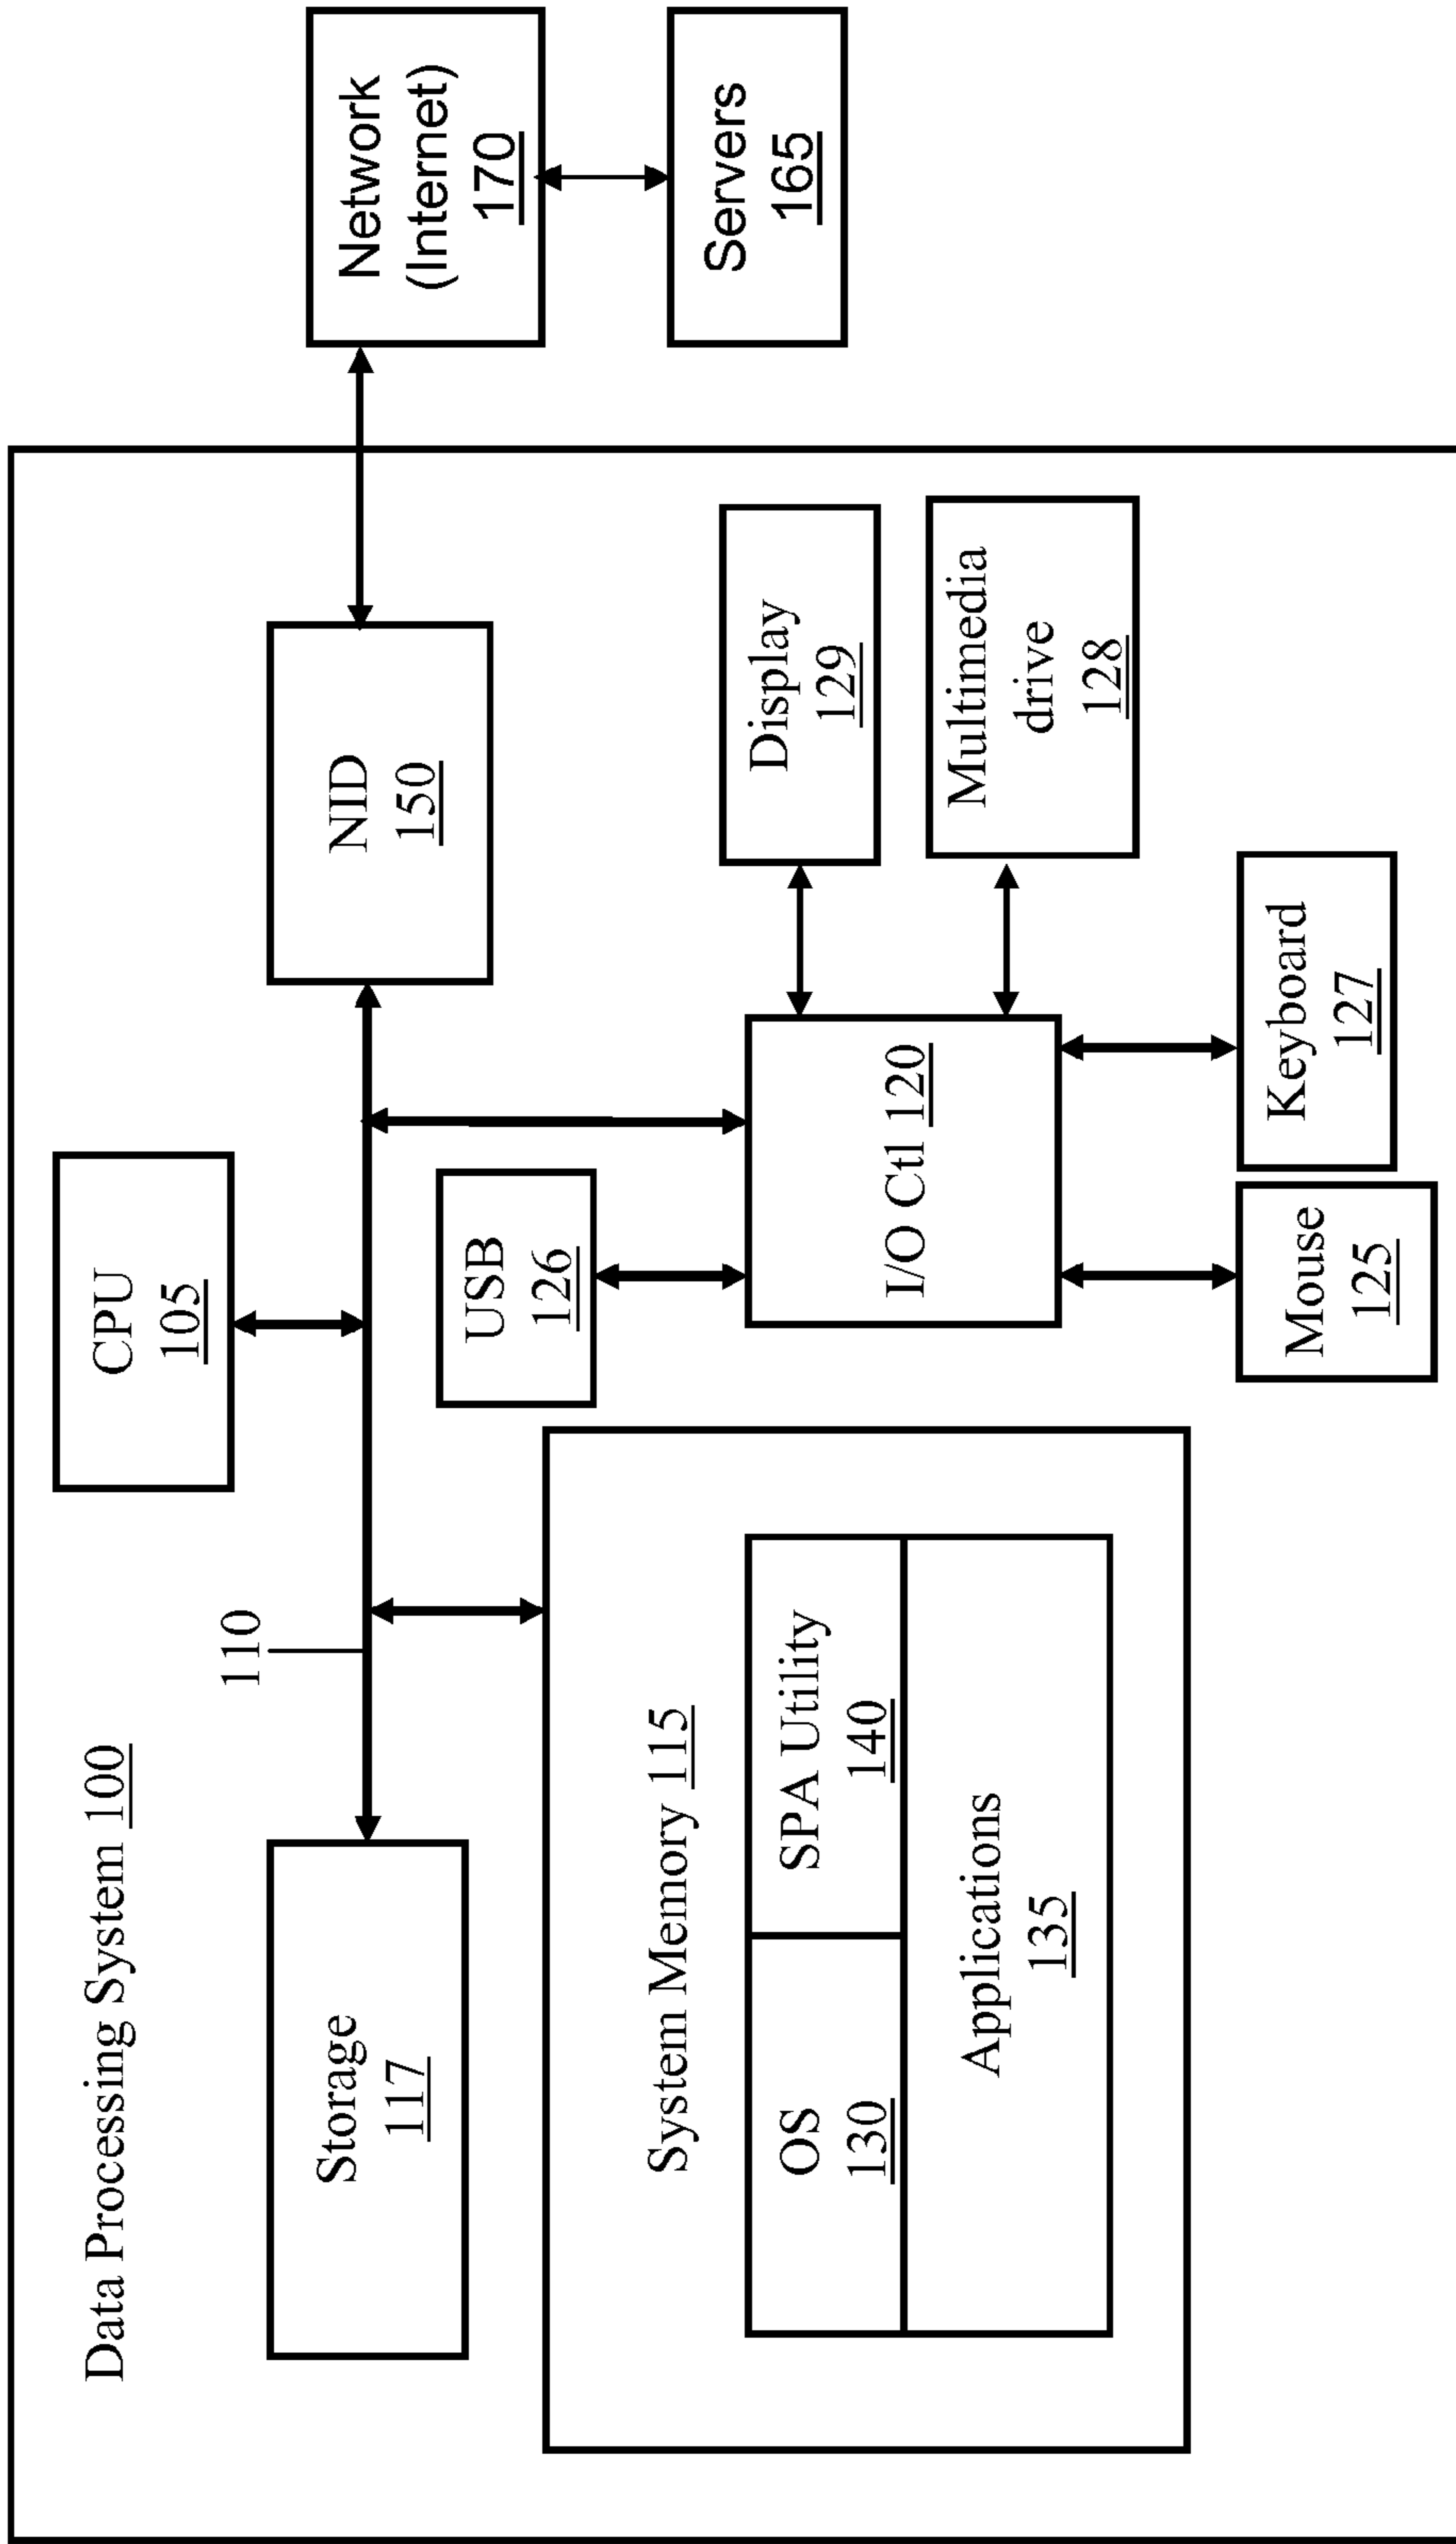 Data Processing System 100
110
CPU
105
Storage
117
NID
150
Network
(Internet)
170
Servers
165
System Memory 115
OS
130
SPA Utility
140
Applications
135
USB
126
I/O Ctl 120
Display
129
Multimedia
drive
128
Mouse
125
Keyboard
127